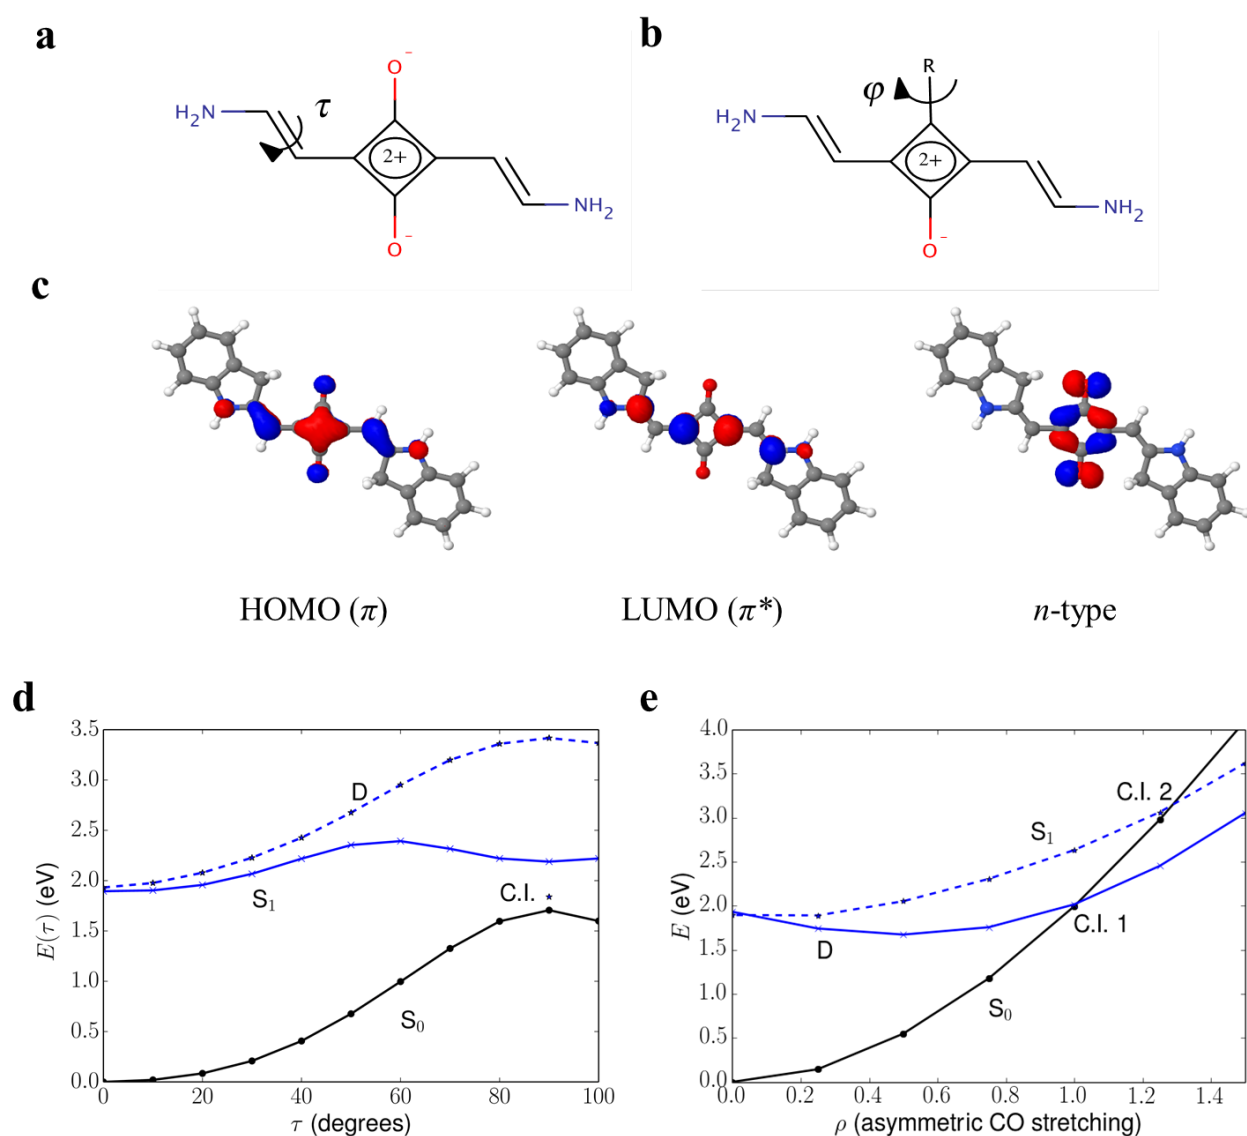 a
b
O⁻
H₂N
τ
2+
NH₂
O⁻
R
φ
H₂N
2+
NH₂
O⁻
c
HOMO (π)
LUMO (π*)
n-type
d
3.5
3.0
2.5
2.0
1.5
1.0
0.5
0.0
E(τ) (eV)
D
S₁
C.I.
S₀
0 20 40 60 80 100
τ (degrees)
e
4.0
3.5
3.0
2.5
2.0
1.5
1.0
0.5
0.0
E (eV)
C.I. 2
S₁
C.I. 1
D
S₀
0.0 0.2 0.4 0.6 0.8 1.0 1.2 1.4
ρ (asymmetric CO stretching)